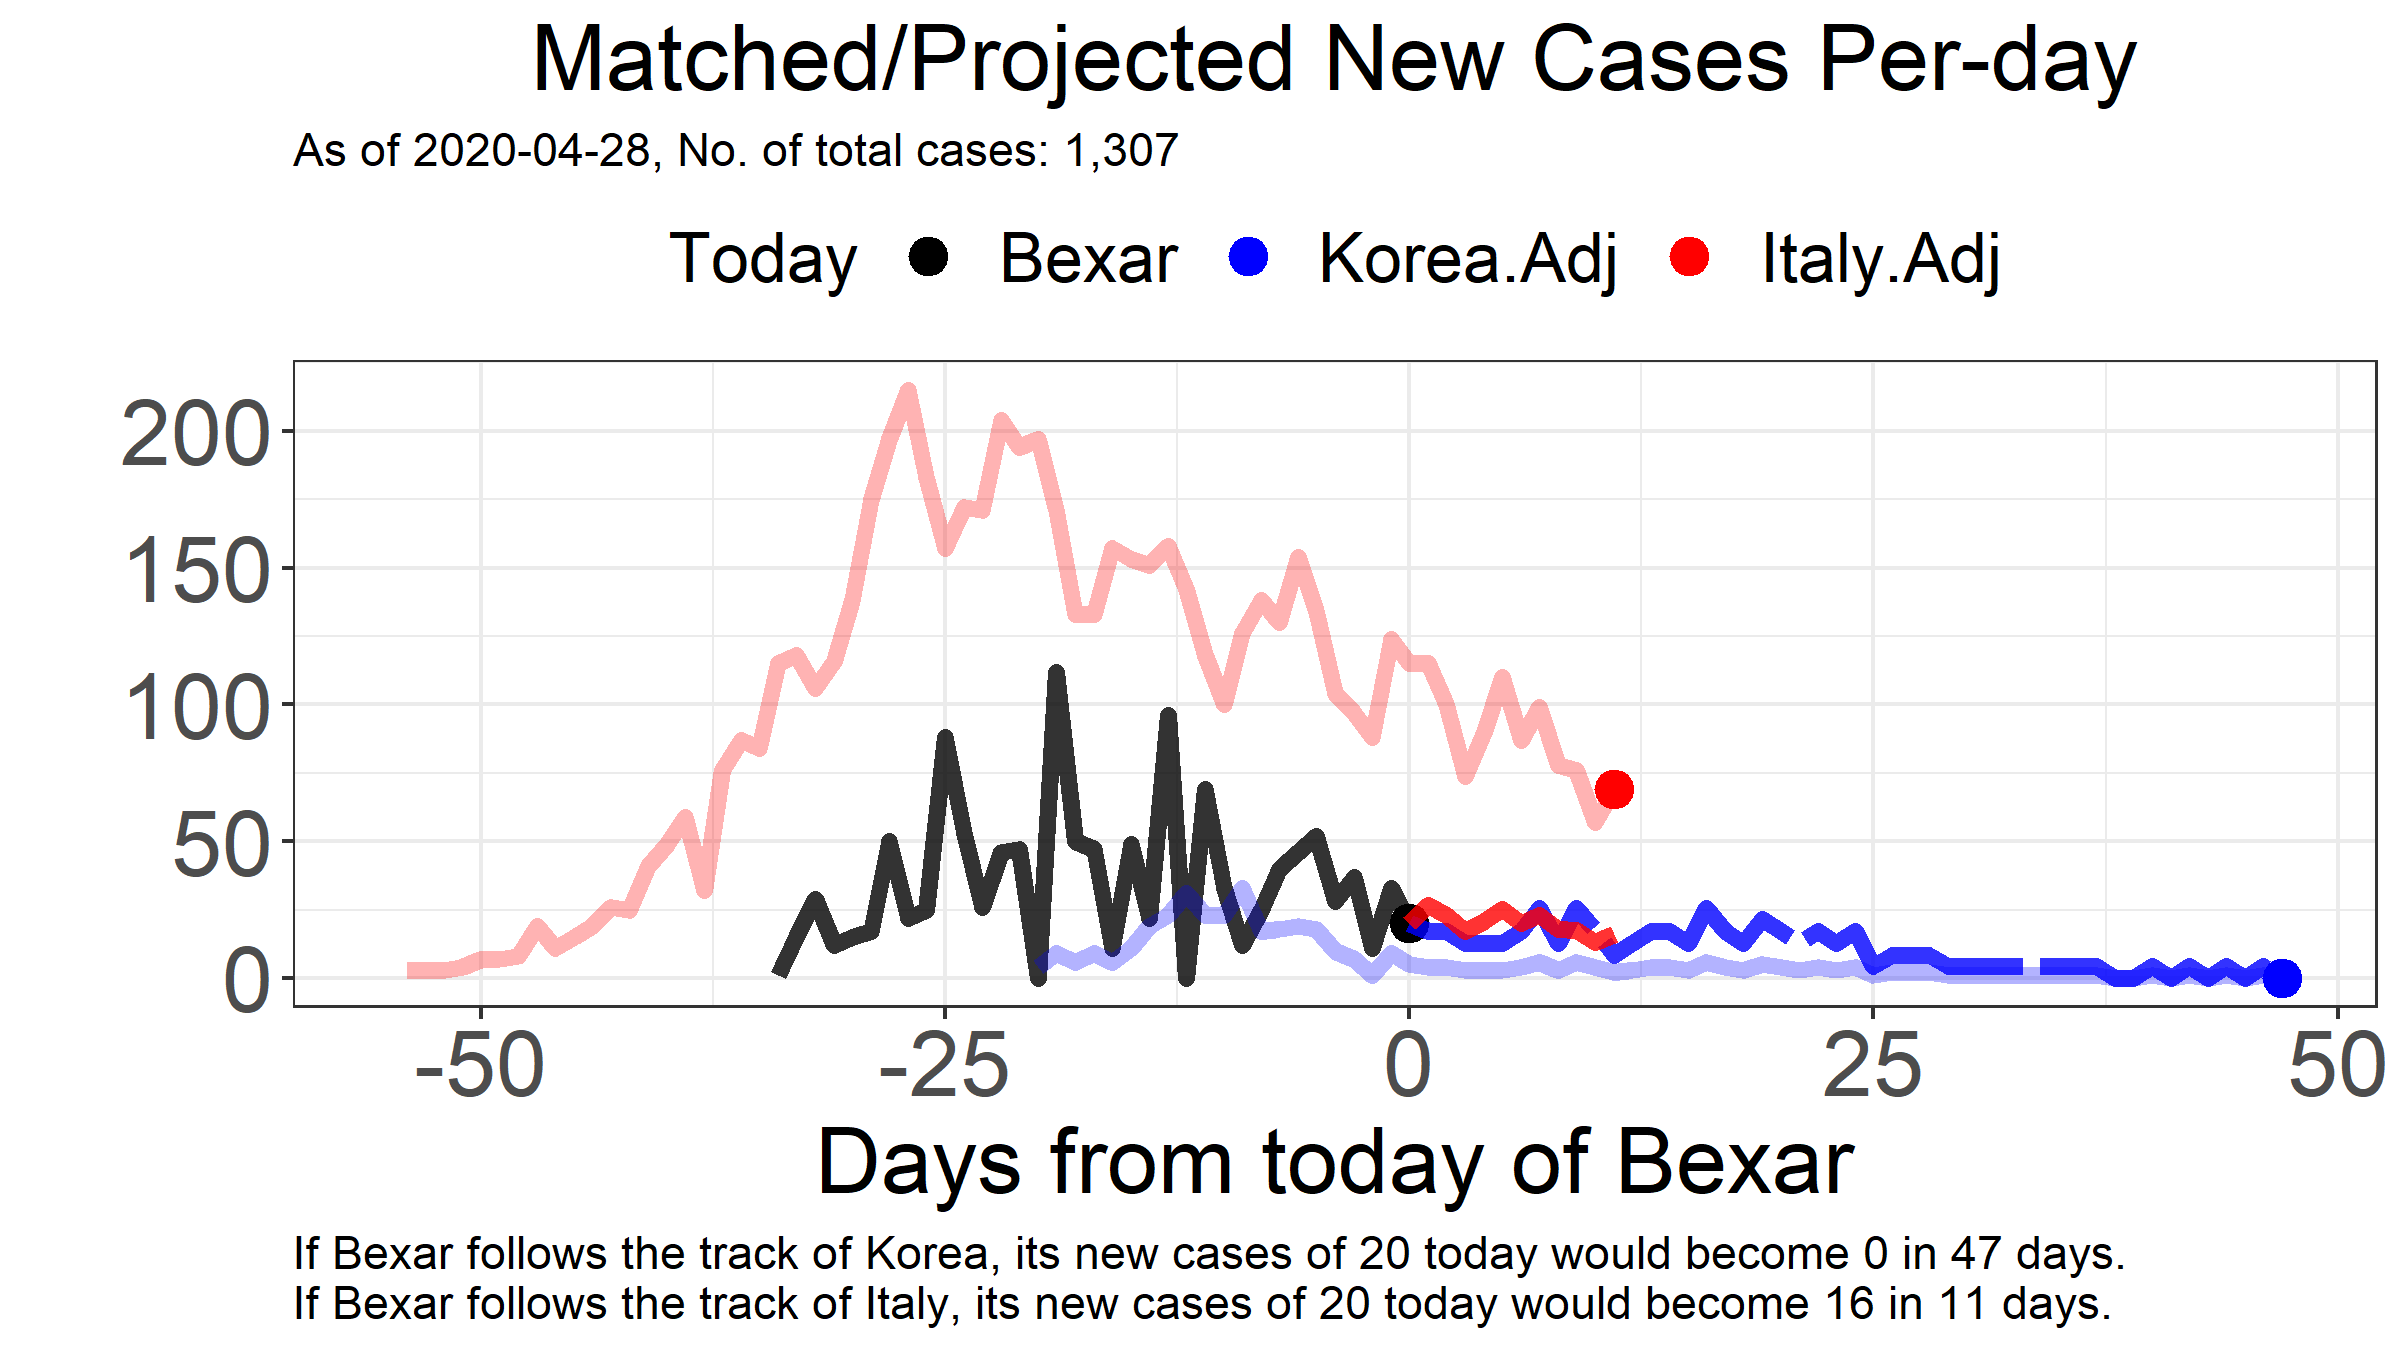 Matched/Projected New Cases Per-day
As of 2020-04-28, No. of total cases: 1,307
Today Bexar Korea.Adj Italy.Adj
200
150
100
50
0
-50 -25 0 25 50
Days from today of Bexar
If Bexar follows the track of Korea, its new cases of 20 today would become 0 in 47 days.
If Bexar follows the track of Italy, its new cases of 20 today would become 16 in 11 days.